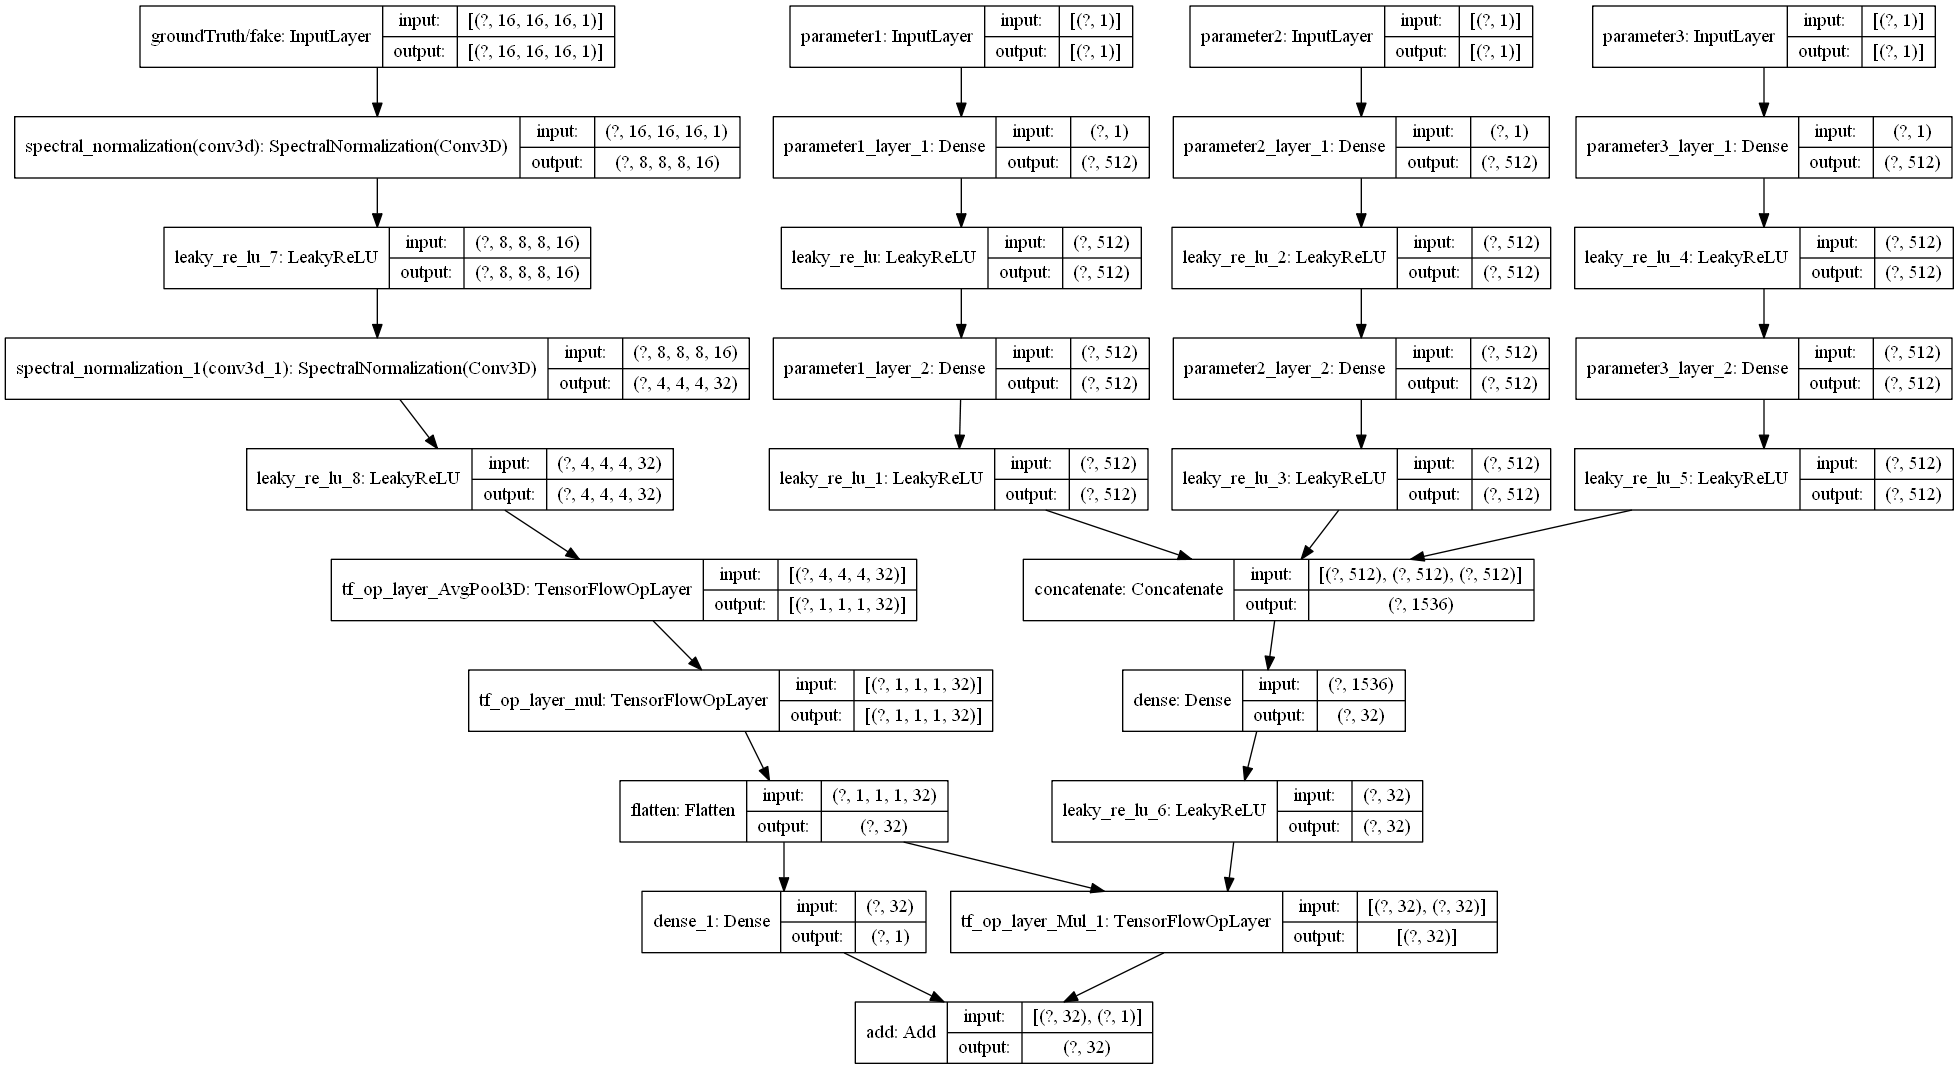 groundTruth/fake: InputLayer
input: [(?, 16, 16, 16, 1)]
output: [(?, 16, 16, 16, 1)]
parameter1: InputLayer
input: [(?, 1)]
output: [(?, 1)]
parameter2: InputLayer
input: [(?, 1)]
output: [(?, 1)]
parameter3: InputLayer
input: [(?, 1)]
output: [(?, 1)]
spectral_normalization(conv3d): SpectralNormalization(Conv3D)
input: (?, 16, 16, 16, 1)
output: (?, 8, 8, 8, 16)
parameter1_layer_1: Dense
input: (?, 1)
output: (?, 512)
parameter2_layer_1: Dense
input: (?, 1)
output: (?, 512)
parameter3_layer_1: Dense
input: (?, 1)
output: (?, 512)
leaky_re_lu_7: LeakyReLU
input: (?, 8, 8, 8, 16)
output: (?, 8, 8, 8, 16)
leaky_re_lu: LeakyReLU
input: (?, 512)
output: (?, 512)
leaky_re_lu_2: LeakyReLU
input: (?, 512)
output: (?, 512)
leaky_re_lu_4: LeakyReLU
input: (?, 512)
output: (?, 512)
spectral_normalization_1(conv3d_1): SpectralNormalization(Conv3D)
input: (?, 8, 8, 8, 16)
output: (?, 4, 4, 4, 32)
parameter1_layer_2: Dense
input: (?, 512)
output: (?, 512)
parameter2_layer_2: Dense
input: (?, 512)
output: (?, 512)
parameter3_layer_2: Dense
input: (?, 512)
output: (?, 512)
leaky_re_lu_8: LeakyReLU
input: (?, 4, 4, 4, 32)
output: (?, 4, 4, 4, 32)
leaky_re_lu_1: LeakyReLU
input: (?, 512)
output: (?, 512)
leaky_re_lu_3: LeakyReLU
input: (?, 512)
output: (?, 512)
leaky_re_lu_5: LeakyReLU
input: (?, 512)
output: (?, 512)
tf_op_layer_AvgPool3D: TensorFlowOpLayer
input: [(?, 4, 4, 4, 32)]
output: [(?, 1, 1, 1, 32)]
concatenate: Concatenate
input: [(?, 512), (?, 512), (?, 512)]
output: (?, 1536)
tf_op_layer_mul: TensorFlowOpLayer
input: [(?, 1, 1, 1, 32)]
output: [(?, 1, 1, 1, 32)]
dense: Dense
input: (?, 1536)
output: (?, 32)
flatten: Flatten
input: (?, 1, 1, 1, 32)
output: (?, 32)
leaky_re_lu_6: LeakyReLU
input: (?, 32)
output: (?, 32)
dense_1: Dense
input: (?, 32)
output: (?, 1)
tf_op_layer_Mul_1: TensorFlowOpLayer
input: [(?, 32), (?, 32)]
output: [(?, 32)]
add: Add
input: [(?, 32), (?, 1)]
output: (?, 32)